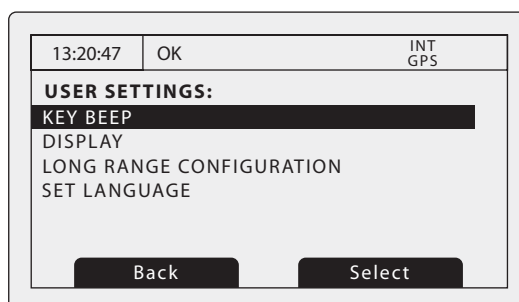 13:20:47 OK INT
GPS
USER SETTINGS:
KEY BEEP
DISPLAY
LONG RANGE CONFIGURATION
SET LANGUAGE
Back Select